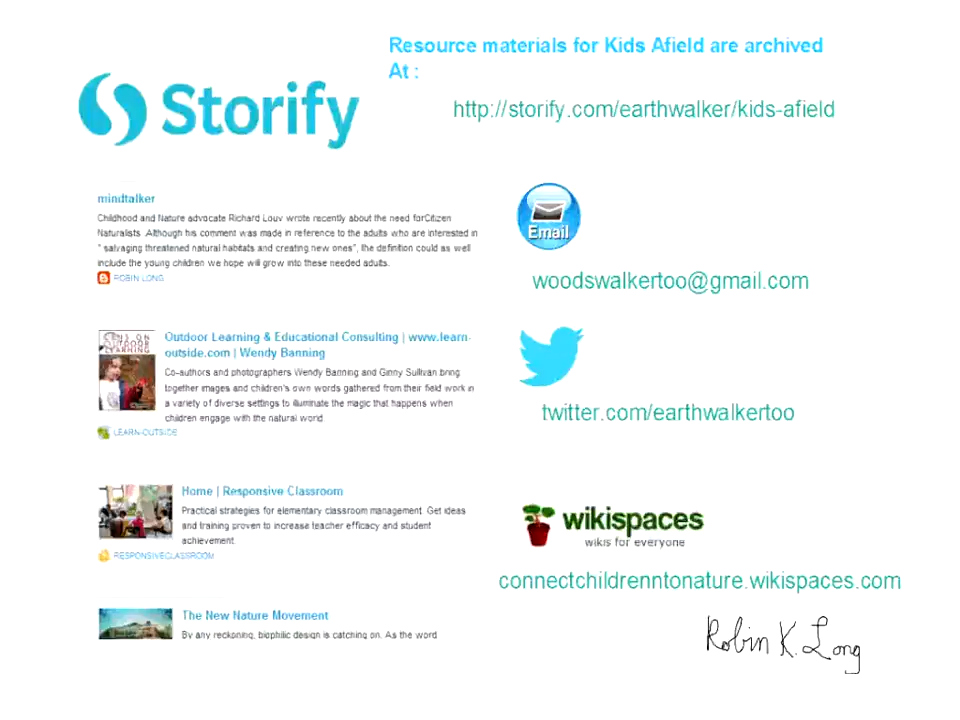 Resource materials for Kids Afield are archived
At :
Storify
http://storify.com/earthwalker/kids-afield
mindtalker
Childhood and Nature advocate Richard Louv wrote recently about the need forCitizen
Naturalists. Although his comment was made in reference to the adults who are interested in
" salvaging threatened natural habitats and creating new ones", the definition could as well
include the young children we hope will grow into these needed adults.
ROBIN LONG
Outdoor Learning & Educational Consulting | www.learn-
outside.com | Wendy Banning
Co-authors and photographers Wendy Banning and Ginny Sullivan bring
together images and children's own words gathered from their field work in
a variety of diverse settings to illuminate the magic that happens when
children engage with the natural world.
LEARN-OUTSIDE
OUTDOOR
LEARNING
Home | Responsive Classroom
Practical strategies for elementary classroom management. Get ideas
and training proven to increase teacher efficacy and student
achievement.
RESPONSIVECLASSROOM
The New Nature Movement
By any reckoning, biophilic design is catching on. As the word
Email
woodswalkertoo@gmail.com
twitter.com/earthwalkertoo
wikispaces
wikis for everyone
connectchildrenntonature.wikispaces.com
Robin K. Long